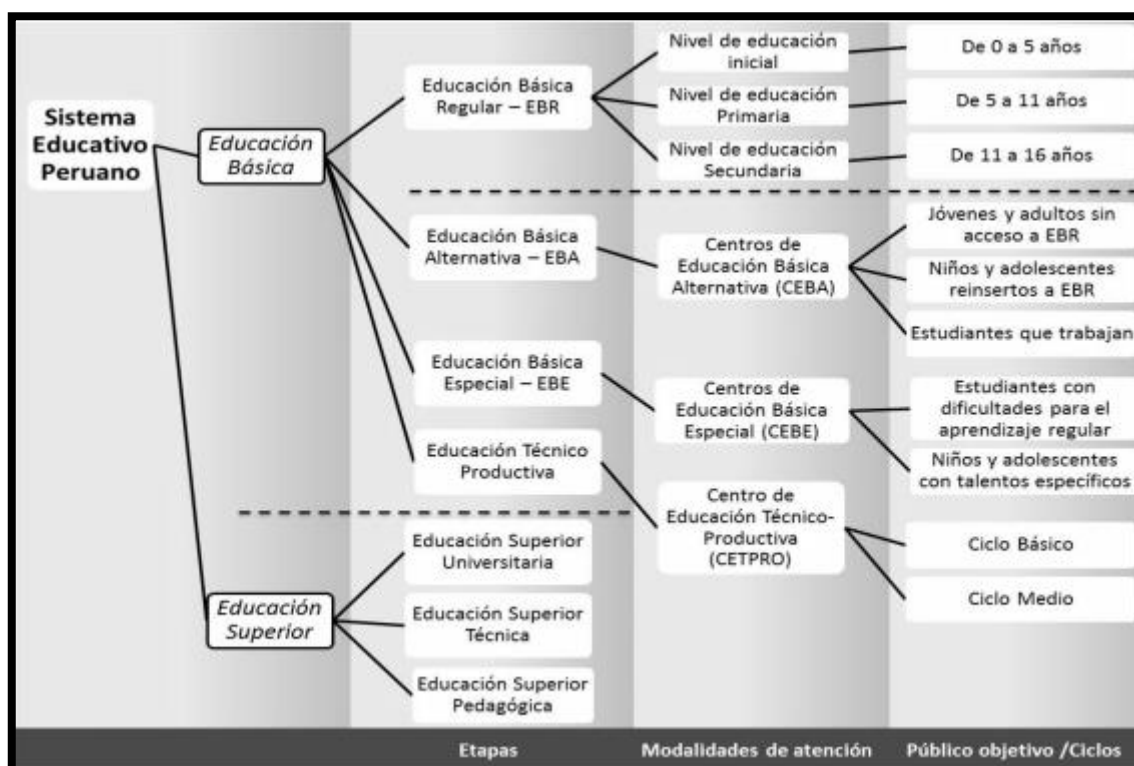 Sistema
Educativo
Peruano
Educación
Básica
Educación Básica
Regular – EBR
Nivel de educación
inicial
De 0 a 5 años
Nivel de educación
Primaria
De 5 a 11 años
Nivel de educación
Secundaria
De 11 a 16 años
Educación Básica
Alternativa – EBA
Centros de
Educación Básica
Alternativa (CEBA)
Jóvenes y adultos sin
acceso a EBR
Niños y adolescentes
reinsertos a EBR
Estudiantes que trabajan
Educación Básica
Especial – EBE
Centros de
Educación Básica
Especial (CEBE)
Estudiantes con
dificultades para el
aprendizaje regular
Niños y adolescentes
con talentos específicos
Educación Técnico
Productiva
Centro de
Educación Técnico-
Productiva
(CETPRO)
Ciclo Básico
Ciclo Medio
Educación
Superior
Educación Superior
Universitaria
Educación Superior
Técnica
Educación Superior
Pedagógica
Etapas
Modalidades de atención
Público objetivo /Ciclos